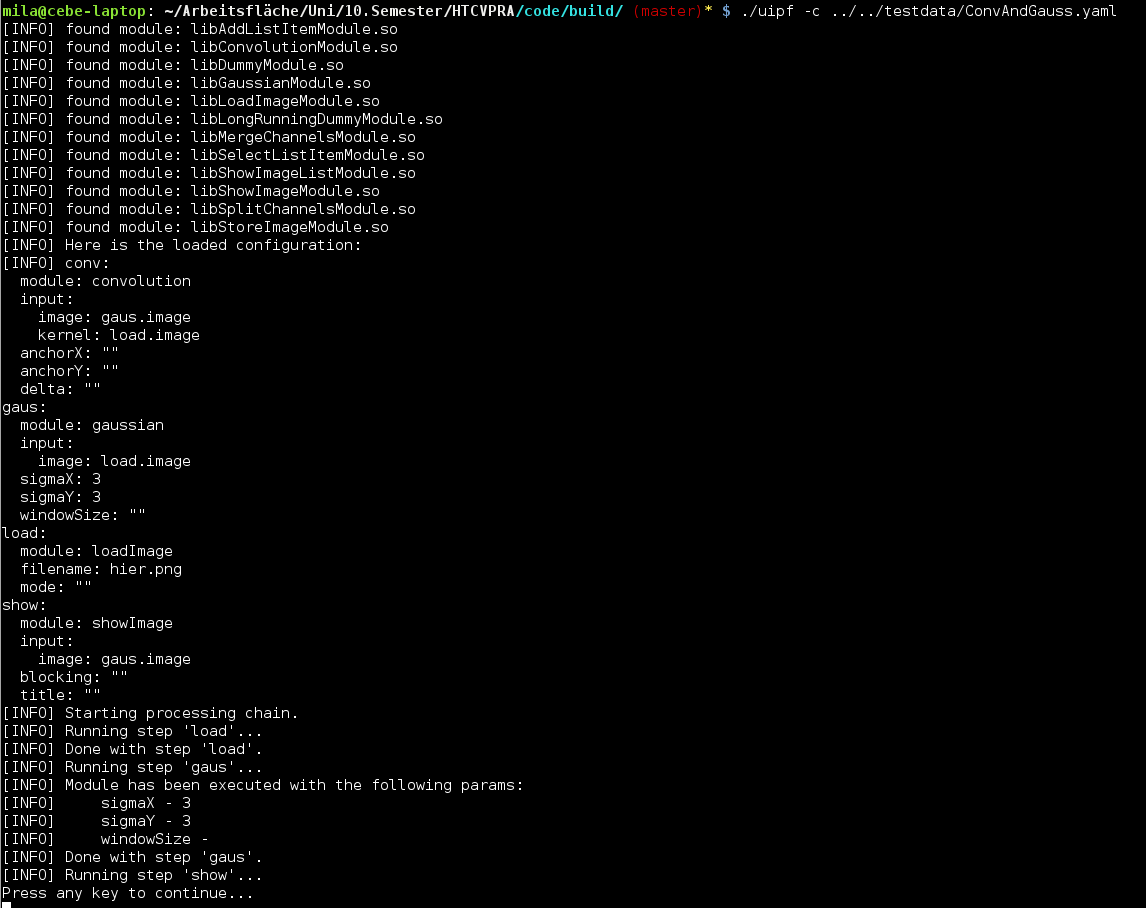 mila@cebe-laptop: ~/Arbeitsfläche/Uni/10.Semester/HTCVPRA/code/build/ (master)* $ ./uipf -c ../../testdata/ConvAndGauss.yaml
[INFO] found module: libAddListItemModule.so
[INFO] found module: libConvolutionModule.so
[INFO] found module: libDummyModule.so
[INFO] found module: libGaussianModule.so
[INFO] found module: libLoadImageModule.so
[INFO] found module: libLongRunningDummyModule.so
[INFO] found module: libMergeChannelsModule.so
[INFO] found module: libSelectListItemModule.so
[INFO] found module: libShowImageListModule.so
[INFO] found module: libShowImageModule.so
[INFO] found module: libSplitChannelsModule.so
[INFO] found module: libStoreImageModule.so
[INFO] Here is the loaded configuration:
[INFO] conv:
  module: convolution
  input:
    image: gaus.image
    kernel: load.image
  anchorX: ""
  anchorY: ""
  delta: ""
gaus:
  module: gaussian
  input:
    image: load.image
  sigmaX: 3
  sigmaY: 3
  windowSize: ""
load:
  module: loadImage
  filename: hier.png
  mode: ""
show:
  module: showImage
  input:
    image: gaus.image
  blocking: ""
  title: ""
[INFO] Starting processing chain.
[INFO] Running step 'load'...
[INFO] Done with step 'load'.
[INFO] Running step 'gaus'...
[INFO] Module has been executed with the following params:
[INFO]     sigmaX - 3
[INFO]     sigmaY - 3
[INFO]     windowSize -
[INFO] Done with step 'gaus'.
[INFO] Running step 'show'...
Press any key to continue...